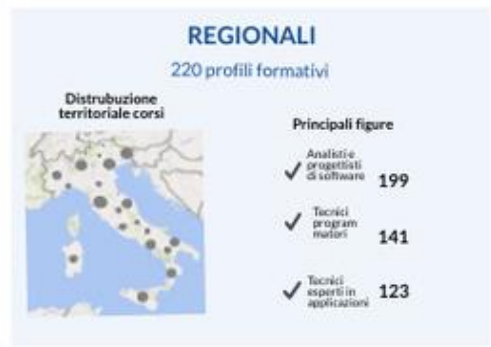 REGIONALI
220 profili formativi
Distrubuzione
territoriale corsi
Principali figure
Analisti e
progettisti
di software
199
Tecnici
program
matori
141
Tecnici
esperti in
applicazioni
123